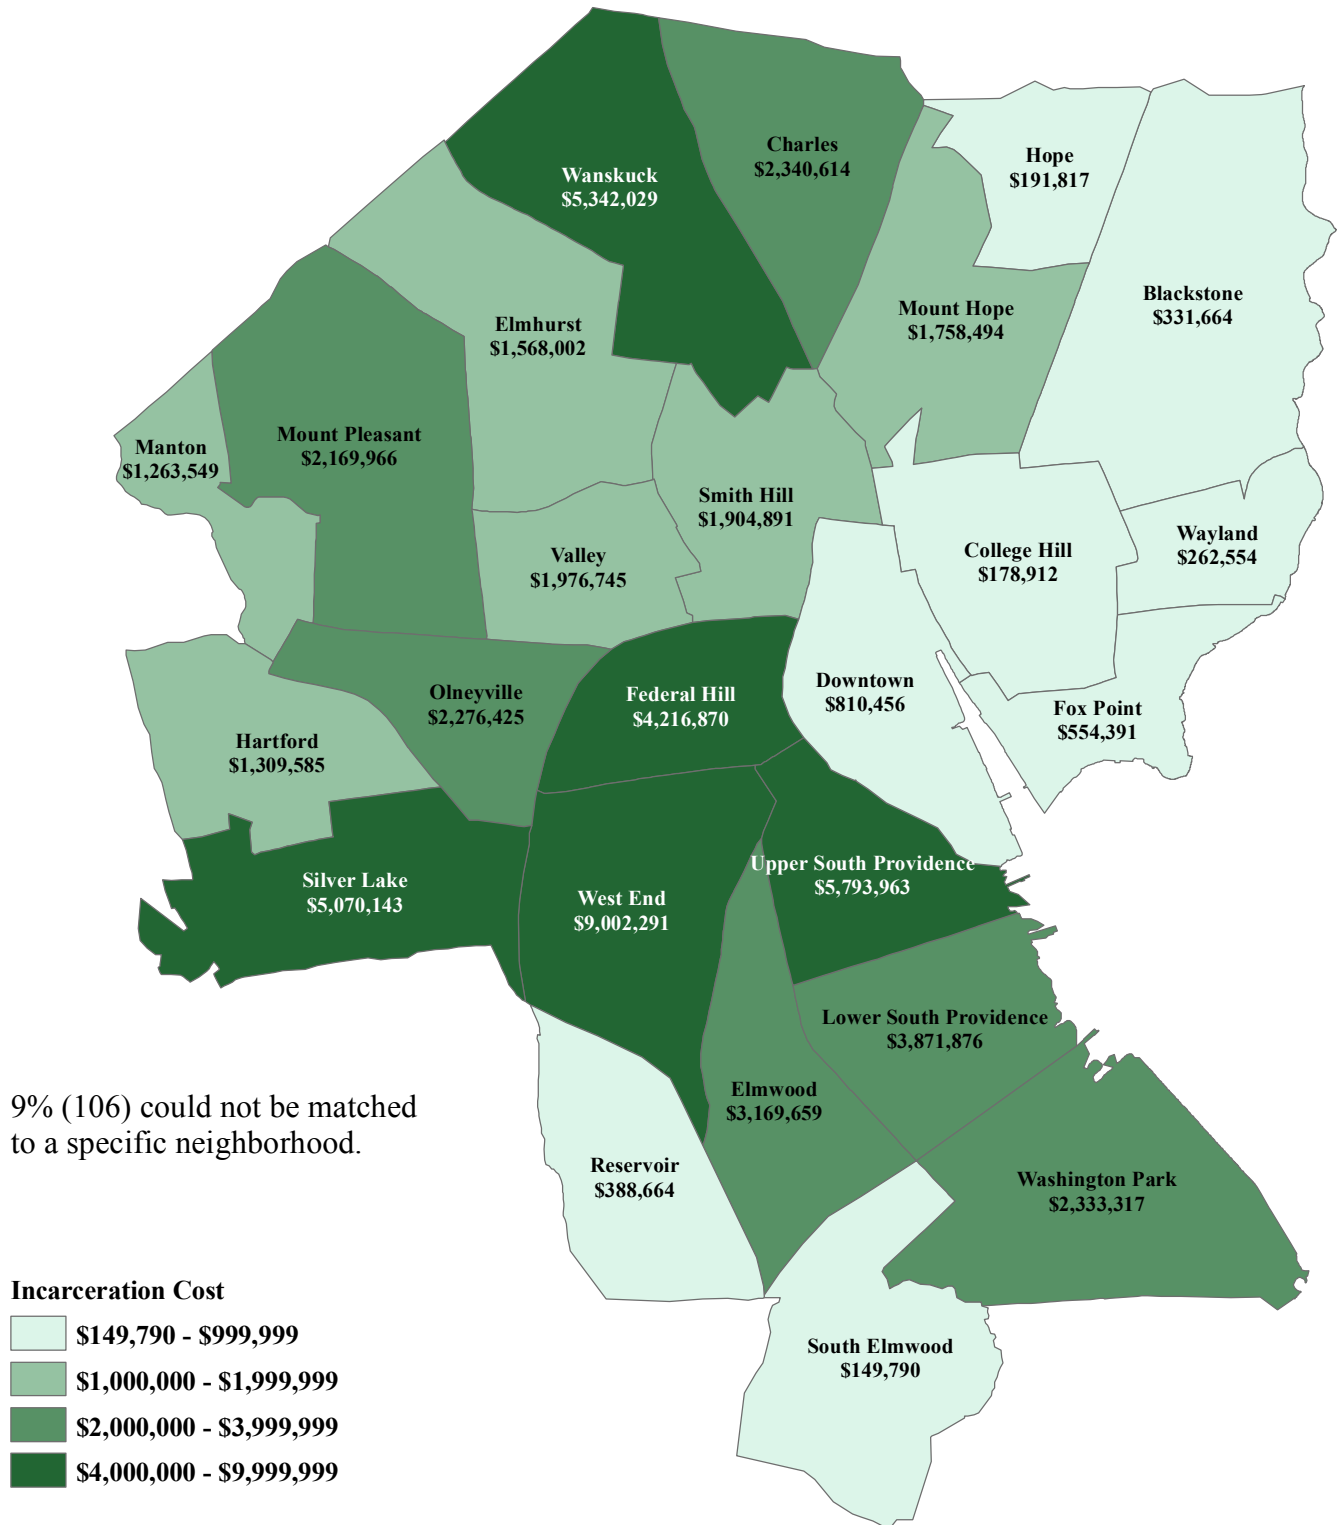 Charles
$2,340,614
Hope
$191,817
Wanskuck
$5,342,029
Blackstone
$331,664
Mount Hope
$1,758,494
Elmhurst
$1,568,002
Mount Pleasant
$2,169,966
Manton
$1,263,549
Smith Hill
$1,904,891
Wayland
$262,554
College Hill
$178,912
Valley
$1,976,745
Downtown
$810,456
Olneyville
$2,276,425
Federal Hill
$4,216,870
Fox Point
$554,391
Hartford
$1,309,585
Upper South Providence
$5,793,963
Silver Lake
$5,070,143
West End
$9,002,291
Lower South Providence
$3,871,876
Elmwood
$3,169,659
9% (106) could not be matched
to a specific neighborhood.
Reservoir
$388,664
Washington Park
$2,333,317
South Elmwood
$149,790
Incarceration Cost
$149,790 - $999,999
$1,000,000 - $1,999,999
$2,000,000 - $3,999,999
$4,000,000 - $9,999,999